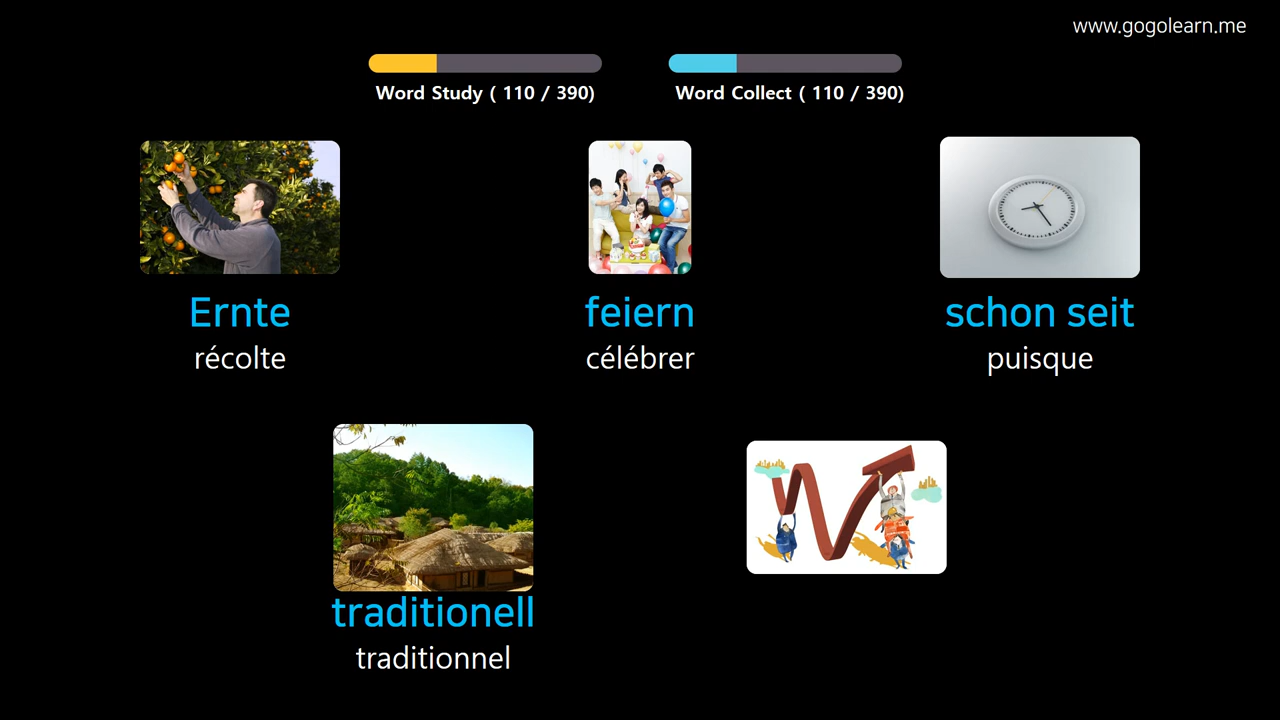 www.gogolearn.me
Word Study ( 110 / 390)
Word Collect ( 110 / 390)
Ernte
récolte
feiern
célébrer
schon seit
puisque
traditionell
traditionnel